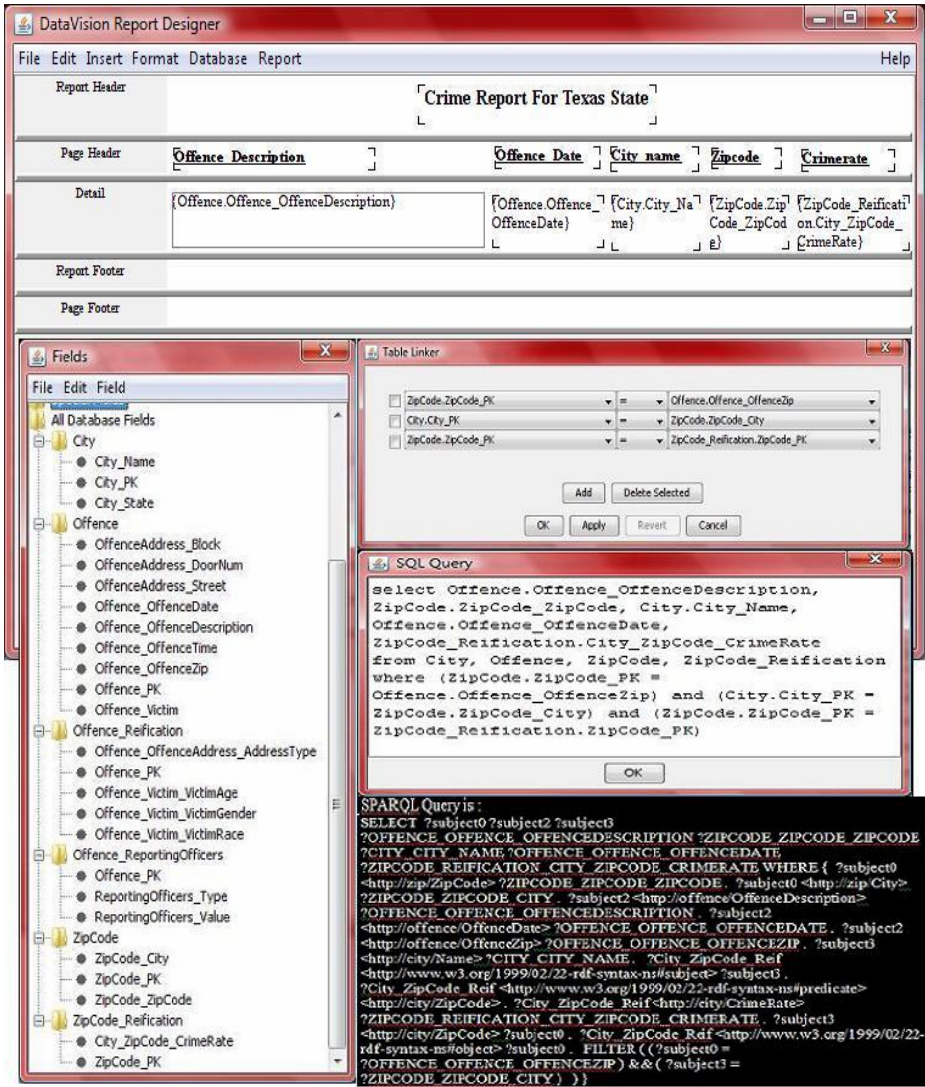 DataVision Report Designer
X
File Edit Insert Format Database Report
Help
Report Header
Crime Report For Texas State
Page Header
Offence Description
Offence Date
City name
Zipcode
Crimerate
Detail
{Offence.Offence_OffenceDescription}
{Offence.Offence_
OffenceDate}
{City.City_Na
me}
{ZipCode.Zip
Code_ZipCod
e}
{ZipCode_Reificati
on.City_ZipCode_
CrimeRate}
Report Footer
Page Footer
Fields
X
File Edit Field
All Database Fields
City
City_Name
City_PK
City_State
Offence
OffenceAddress_Block
OffenceAddress_DoorNum
OffenceAddress_Street
Offence_OffenceDate
Offence_OffenceDescription
Offence_OffenceTime
Offence_OffenceZip
Offence_PK
Offence_Victim
Offence_Reification
Offence_OffenceAddress_AddressType
Offence_PK
Offence_Victim_VictimAge
Offence_Victim_VictimGender
Offence_Victim_VictimRace
Offence_ReportingOfficers
Offence_PK
ReportingOfficers_Type
ReportingOfficers_Value
ZipCode
ZipCode_City
ZipCode_PK
ZipCode_ZipCode
ZipCode_Reification
City_ZipCode_CrimeRate
ZipCode_PK
Table Linker
X
ZipCode.ZipCode_PK = Offence.Offence_OffenceZip
City.City_PK = ZipCode.ZipCode_City
ZipCode.ZipCode_PK = ZipCode_Reification.ZipCode_PK
Add Delete Selected
OK Apply Revert Cancel
SQL Query
X
select Offence.Offence_OffenceDescription,
ZipCode.ZipCode_ZipCode, City.City_Name,
Offence.Offence_OffenceDate,
ZipCode_Reification.City_ZipCode_CrimeRate
from City, Offence, ZipCode, ZipCode_Reification
where (ZipCode.ZipCode_PK =
Offence.Offence_OffenceZip) and (City.City_PK =
ZipCode.ZipCode_City) and (ZipCode.ZipCode_PK =
ZipCode_Reification.ZipCode_PK)
OK
SPARQL Query is :
SELECT ?subject0 ?subject2 ?subject3
?OFFENCE_OFFENCE_OFFENCEDESCRIPTION ?ZIPCODE_ZIPCODE_ZIPCODE
?CITY_CITY_NAME ?OFFENCE_OFFENCE_OFFENCEDATE
?ZIPCODE_REIFICATION_CITY_ZIPCODE_CRIMERATE WHERE { ?subject0
<http://zip/ZipCode> ?ZIPCODE_ZIPCODE_ZIPCODE . ?subject0 <http://zip/City>
?ZIPCODE_ZIPCODE_CITY . ?subject2 <http://offence/OffenceDescription>
?OFFENCE_OFFENCE_OFFENCEDESCRIPTION . ?subject2
<http://offence/OffenceDate> ?OFFENCE_OFFENCE_OFFENCEDATE . ?subject2
<http://offence/OffenceZip> ?OFFENCE_OFFENCE_OFFENCEZIP . ?subject3
<http://city/Name> ?CITY_CITY_NAME . ?City_ZipCode_Reif
<http://www.w3.org/1999/02/22-rdf-syntax-ns#subject> ?subject3 .
?City_ZipCode_Reif <http://www.w3.org/1999/02/22-rdf-syntax-ns#predicate>
<http://city/ZipCode> . ?City_ZipCode_Reif <http://city/CrimeRate>
?ZIPCODE_REIFICATION_CITY_ZIPCODE_CRIMERATE . ?subject3
<http://city/ZipCode> ?subject0 . ?City_ZipCode_Reif <http://www.w3.org/1999/02/22-
rdf-syntax-ns#object> ?subject0 . FILTER ( (?subject0 =
?OFFENCE_OFFENCE_OFFENCEZIP ) && ( ?subject3 =
?ZIPCODE_ZIPCODE_CITY ) ) }